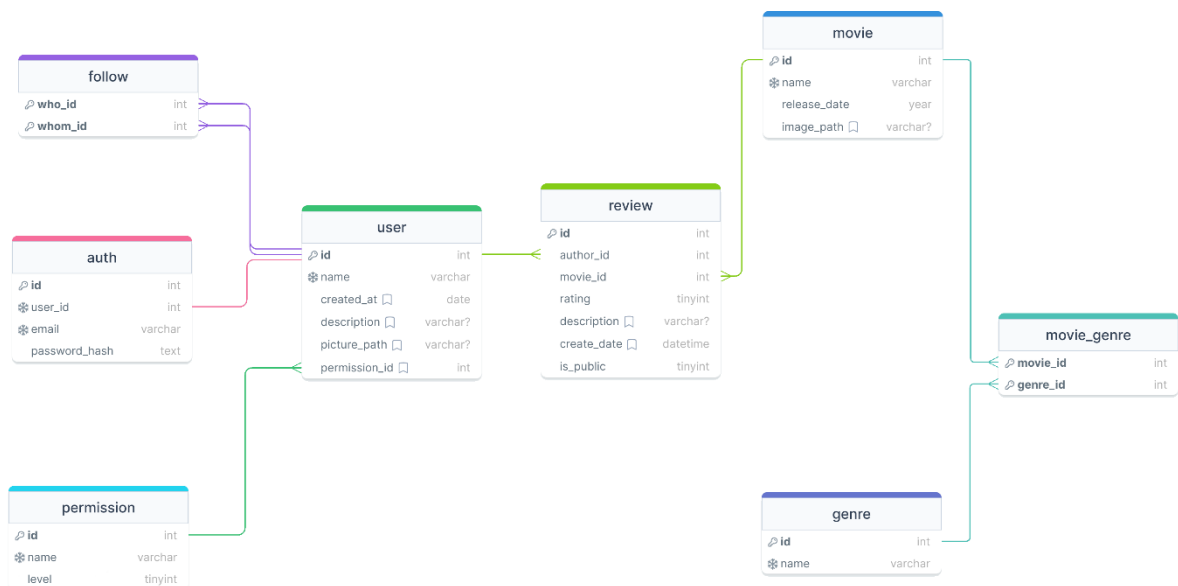 follow
who_id int
whom_id int
auth
id int
user_id int
email varchar
password_hash text
permission
id int
name varchar
level tinyint
user
id int
name varchar
created_at date
description varchar?
picture_path varchar?
permission_id int
review
id int
author_id int
movie_id int
rating tinyint
description varchar?
create_date datetime
is_public tinyint
movie
id int
name varchar
release_date year
image_path varchar?
genre
id int
name varchar
movie_genre
movie_id int
genre_id int